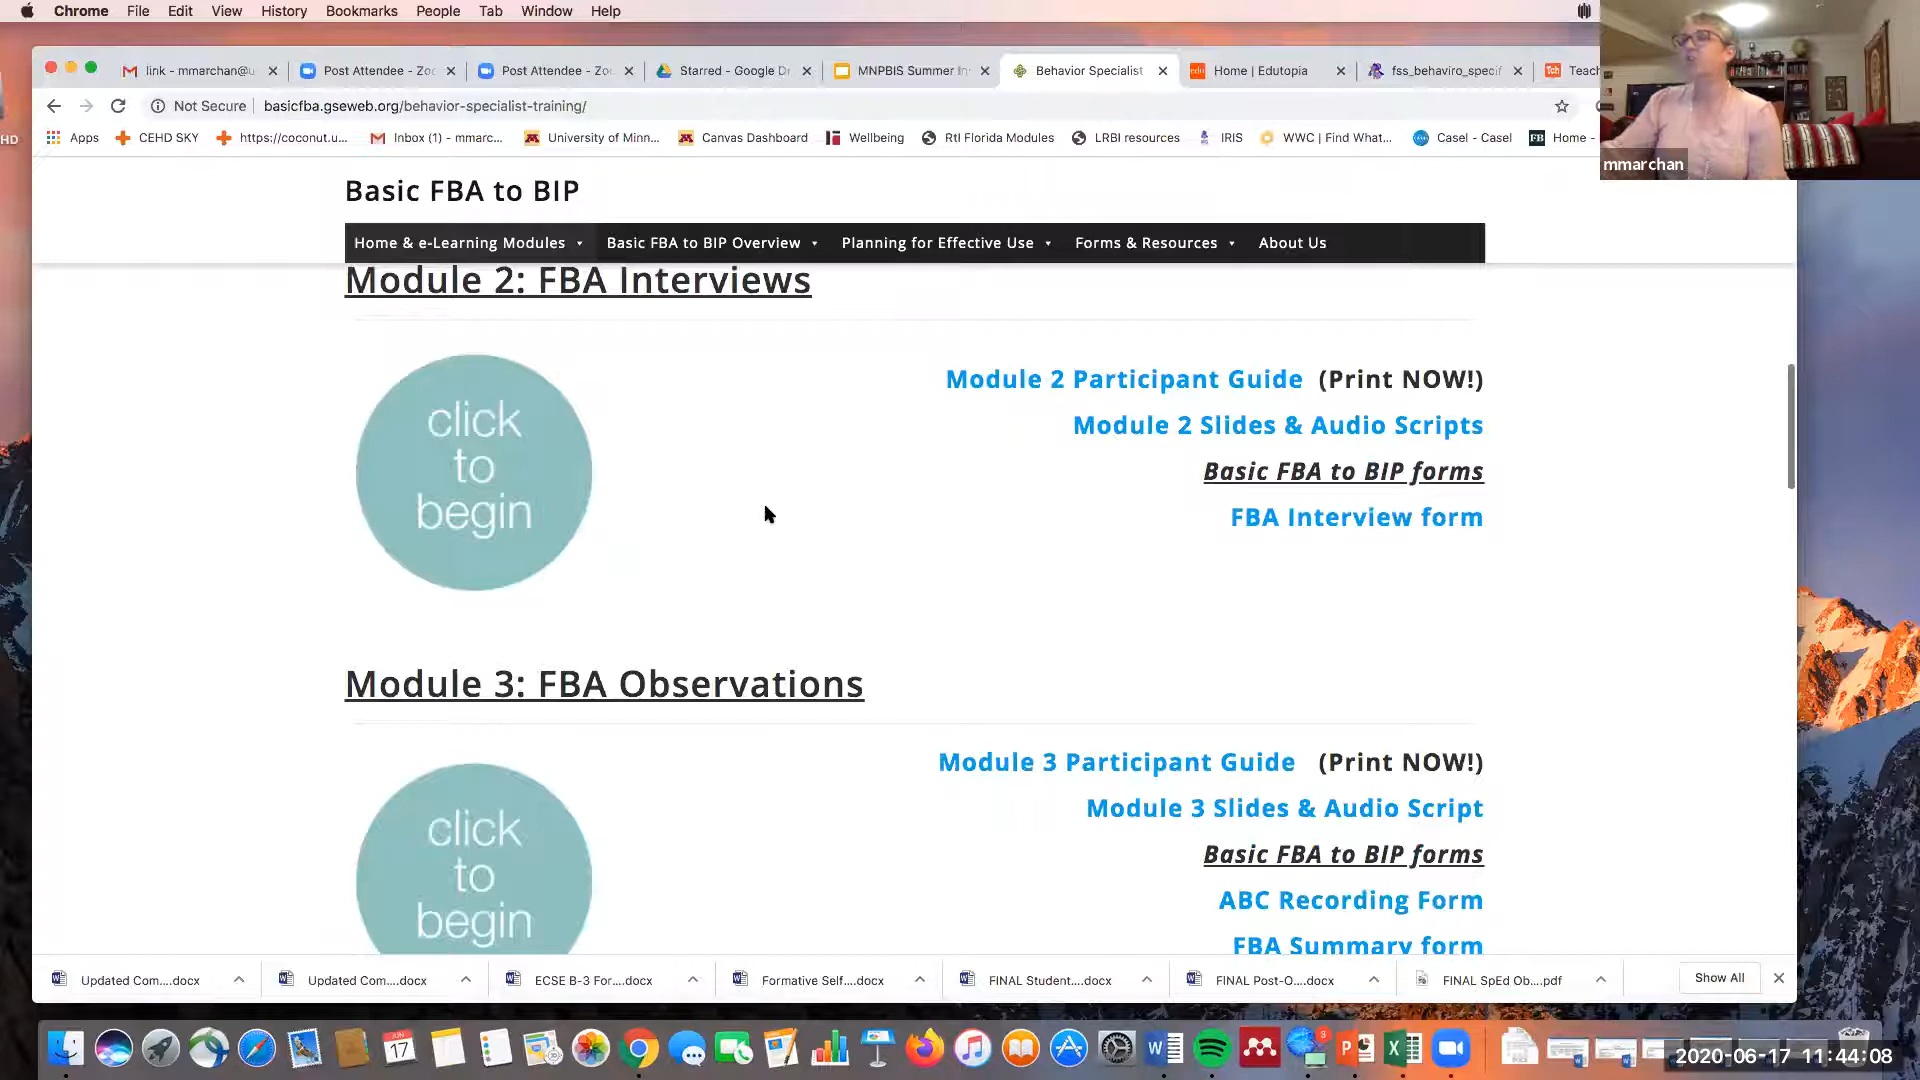 Chrome File Edit View History Bookmarks People Tab Window Help
link - mmarchan@u
Post Attendee - Zoo
Post Attendee - Zoo
Starred - Google Dr
MNPBIS Summer In
Behavior Specialist
Home | Edutopia
fss_behaviro_specif
Teach
Not Secure basicfba.gseweb.org/behavior-specialist-training/
Apps CEHD SKY https://coconut.u... Inbox (1) - mmarc... University of Minn... Canvas Dashboard Wellbeing RtI Florida Modules LRBI resources IRIS WWC | Find What... Casel - Casel FB Home -
mmarchan
HD
Basic FBA to BIP
Home & e-Learning Modules Basic FBA to BIP Overview Planning for Effective Use Forms & Resources About Us
Module 2: FBA Interviews
click
to
begin
Module 2 Participant Guide (Print NOW!)
Module 2 Slides & Audio Scripts
Basic FBA to BIP forms
FBA Interview form
Module 3: FBA Observations
click
to
begin
Module 3 Participant Guide (Print NOW!)
Module 3 Slides & Audio Script
Basic FBA to BIP forms
ABC Recording Form
FBA Summary form
Updated Com....docx
Updated Com....docx
ECSE B-3 For....docx
Formative Self....docx
FINAL Student....docx
FINAL Post-O....docx
FINAL SpEd Ob....pdf
Show All
JUN
17
3
2020-06-17 11:44:08